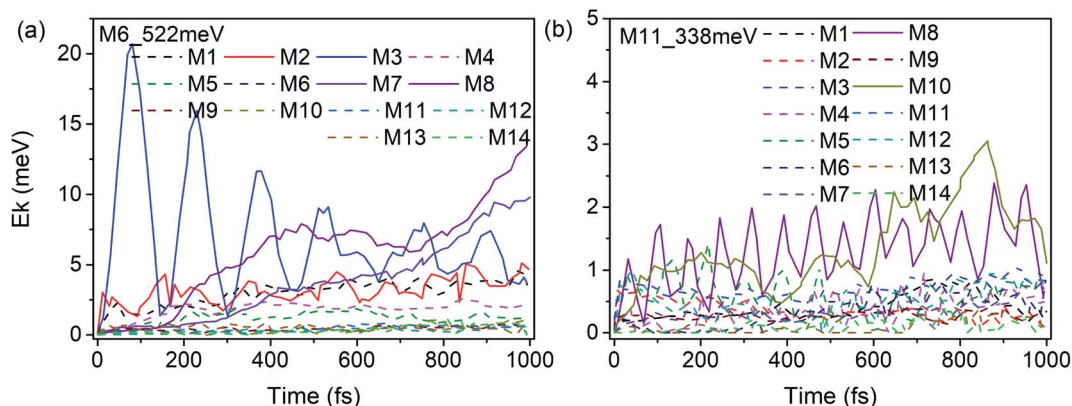 (a)
M6_522meV
M1 M2 M3 M4
M5 M6 M7 M8
M9 M10 M11 M12
M13 M14
20
15
10
5
0
Ek (meV)
0 200 400 600 800 1000
Time (fs)
(b)
M11_338meV
M1 M8
M2 M9
M3 M10
M4 M11
M5 M12
M6 M13
M7 M14
5
4
3
2
1
0
0 200 400 600 800 1000
Time (fs)